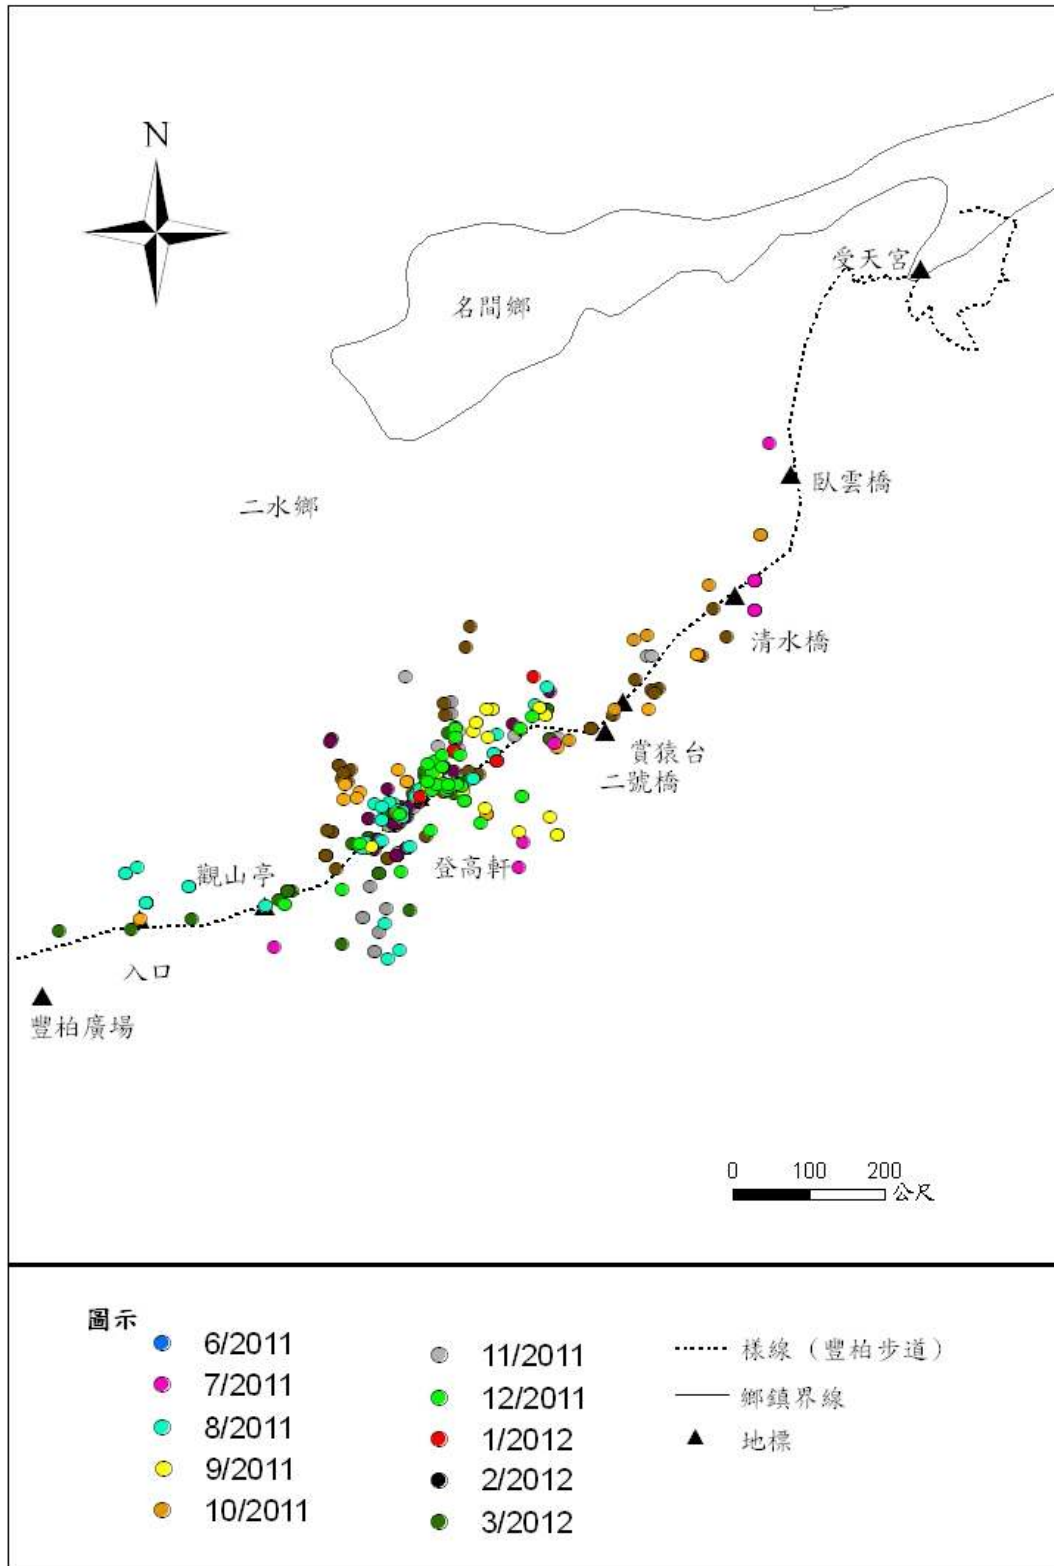 N
受天宮
名間鄉
臥雲橋
二水鄉
清水橋
賞猿台
二號橋
觀山亭
登高軒
入口
豐柏廣場
0 100 200
公尺
圖示
6/2011
7/2011
8/2011
9/2011
10/2011
11/2011
12/2011
1/2012
2/2012
3/2012
樣線（豐柏步道）
鄉鎮界線
地標